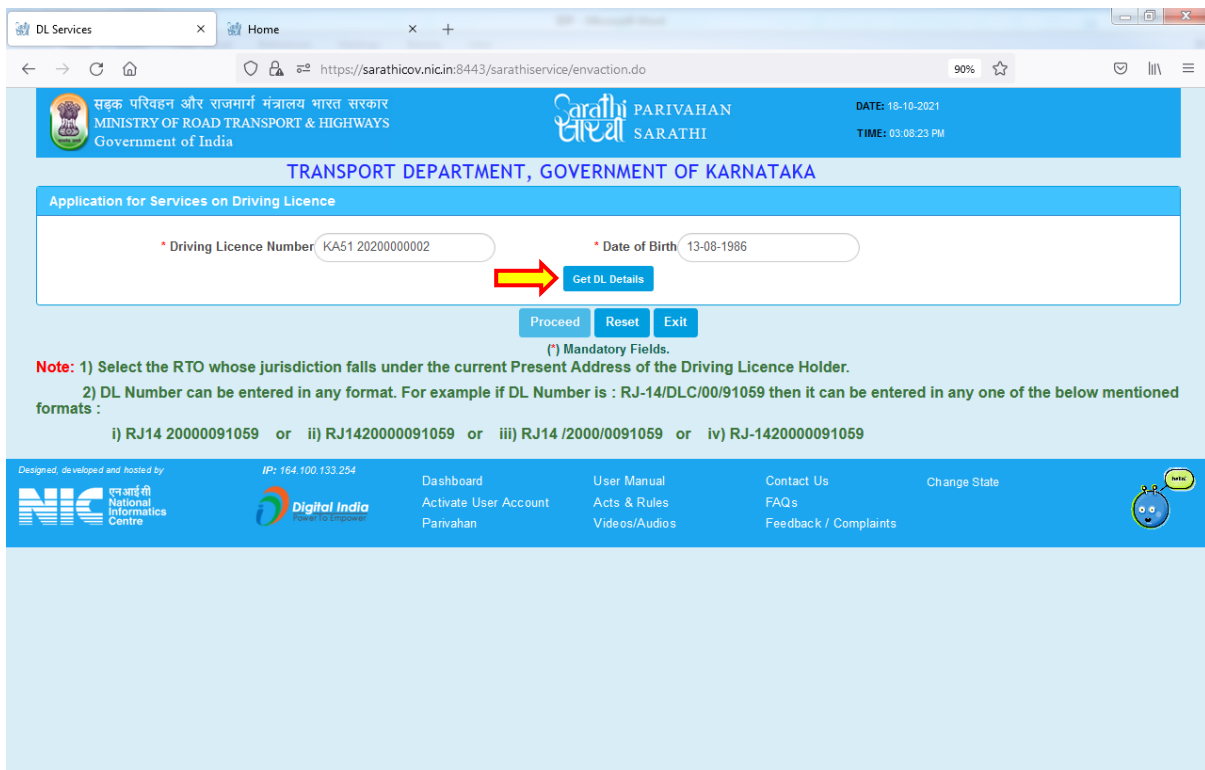 DL Services
Home
https://sarathicov.nic.in:8443/sarathiservice/envaction.do
90%
सड़क परिवहन और राजमार्ग मंत्रालय भारत सरकार
MINISTRY OF ROAD TRANSPORT & HIGHWAYS
Government of India
Sarathi PARIVAHAN
सारथी SARATHI
DATE: 18-10-2021
TIME: 03:08:23 PM
TRANSPORT DEPARTMENT, GOVERNMENT OF KARNATAKA
Application for Services on Driving Licence
* Driving Licence Number KA51 20200000002 * Date of Birth 13-08-1986
Get DL Details
Proceed Reset Exit
(*) Mandatory Fields.
Note: 1) Select the RTO whose jurisdiction falls under the current Present Address of the Driving Licence Holder.
2) DL Number can be entered in any format. For example if DL Number is : RJ-14/DLC/00/91059 then it can be entered in any one of the below mentioned
formats :
i) RJ14 20000091059 or ii) RJ1420000091059 or iii) RJ14 /2000/0091059 or iv) RJ-1420000091059
Designed, developed and hosted by
NIC
एन आई सी
National
Informatics
Centre
IP: 164.100.133.254
Digital India
Power To Empower
Dashboard
Activate User Account
Parivahan
User Manual
Acts & Rules
Videos/Audios
Contact Us
FAQs
Feedback / Complaints
Change State
hello!